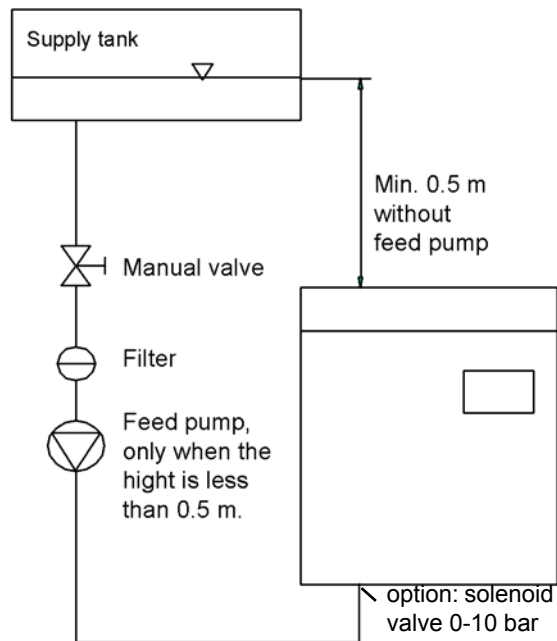 Supply tank
Min. 0.5 m
without
feed pump
Manual valve
Filter
Feed pump,
only when the
hight is less
than 0.5 m.
option: solenoid
valve 0-10 bar